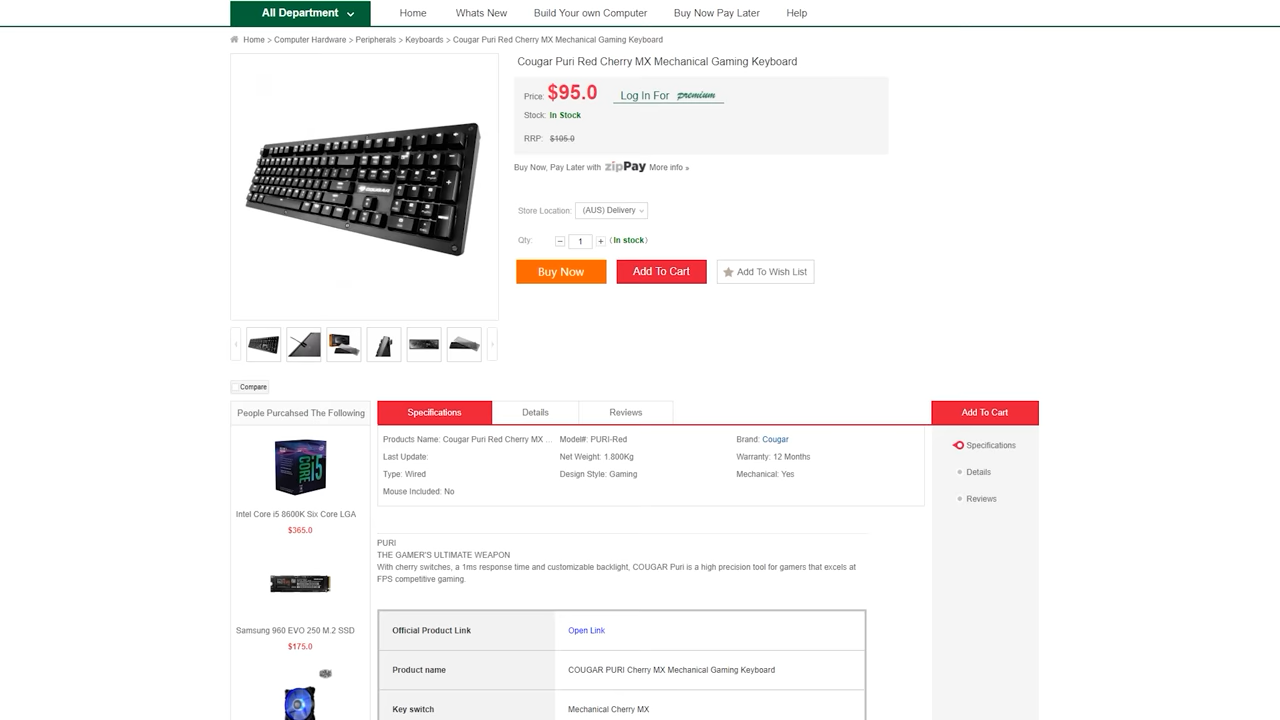 All Department
Home
Whats New
Build Your own Computer
Buy Now Pay Later
Help
Home > Computer Hardware > Peripherals > Keyboards > Cougar Puri Red Cherry MX Mechanical Gaming Keyboard
Cougar Puri Red Cherry MX Mechanical Gaming Keyboard
Price: $95.0 Log In For premium
Stock: In Stock
RRP: $105.0
Buy Now, Pay Later with zipPay More info »
Store Location: (AUS) Delivery
Qty: − 1 + (In stock)
Buy Now
Add To Cart
Add To Wish List
COUGAR
Compare
People Purcahsed The Following
Specifications
Details
Reviews
Add To Cart
Products Name: Cougar Puri Red Cherry MX ... Model#: PURI-Red Brand: Cougar
Last Update: Net Weight: 1.800Kg Warranty: 12 Months
Type: Wired Design Style: Gaming Mechanical: Yes
Mouse Included: No
Specifications
Details
Reviews
CORE i5
Intel Core i5 8600K Six Core LGA
$365.0
Samsung 960 EVO 250 M.2 SSD
$175.0
PURI
THE GAMER'S ULTIMATE WEAPON
With cherry switches, a 1ms response time and customizable backlight, COUGAR Puri is a high precision tool for gamers that excels at
FPS competitive gaming.
Official Product Link Open Link
Product name COUGAR PURI Cherry MX Mechanical Gaming Keyboard
Key switch Mechanical Cherry MX